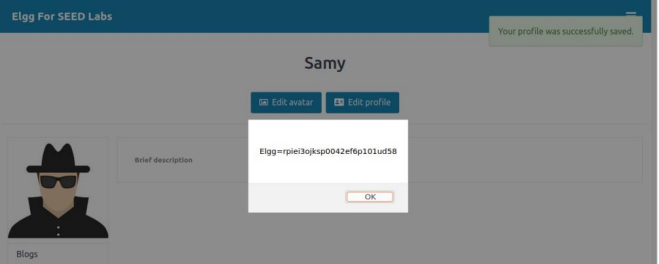 Elgg For SEED Labs
Your profile was successfully saved.
Samy
Edit avatar
Edit profile
Elgg=rpiei3ojksp0042ef6p101ud58
Brief description
OK
Blogs